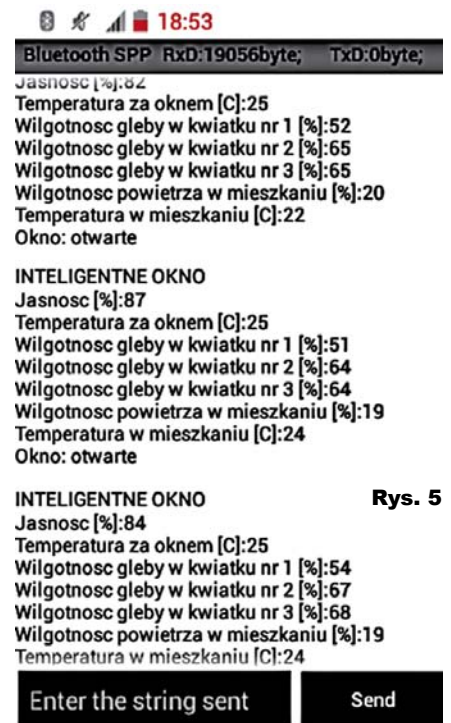 18:53
Bluetooth SPP RxD:19056byte; TxD:0byte;
Jasnosc [%]:82
Temperatura za oknem [C]:25
Wilgotnosc gleby w kwiatku nr 1 [%]:52
Wilgotnosc gleby w kwiatku nr 2 [%]:65
Wilgotnosc gleby w kwiatku nr 3 [%]:65
Wilgotnosc powietrza w mieszkaniu [%]:20
Temperatura w mieszkaniu [C]:22
Okno: otwarte
INTELIGENTNE OKNO
Jasnosc [%]:87
Temperatura za oknem [C]:25
Wilgotnosc gleby w kwiatku nr 1 [%]:51
Wilgotnosc gleby w kwiatku nr 2 [%]:64
Wilgotnosc gleby w kwiatku nr 3 [%]:64
Wilgotnosc powietrza w mieszkaniu [%]:19
Temperatura w mieszkaniu [C]:24
Okno: otwarte
INTELIGENTNE OKNO
Rys. 5
Jasnosc [%]:84
Temperatura za oknem [C]:25
Wilgotnosc gleby w kwiatku nr 1 [%]:54
Wilgotnosc gleby w kwiatku nr 2 [%]:67
Wilgotnosc gleby w kwiatku nr 3 [%]:68
Wilgotnosc powietrza w mieszkaniu [%]:19
Temperatura w mieszkaniu [C]:24
Enter the string sent Send